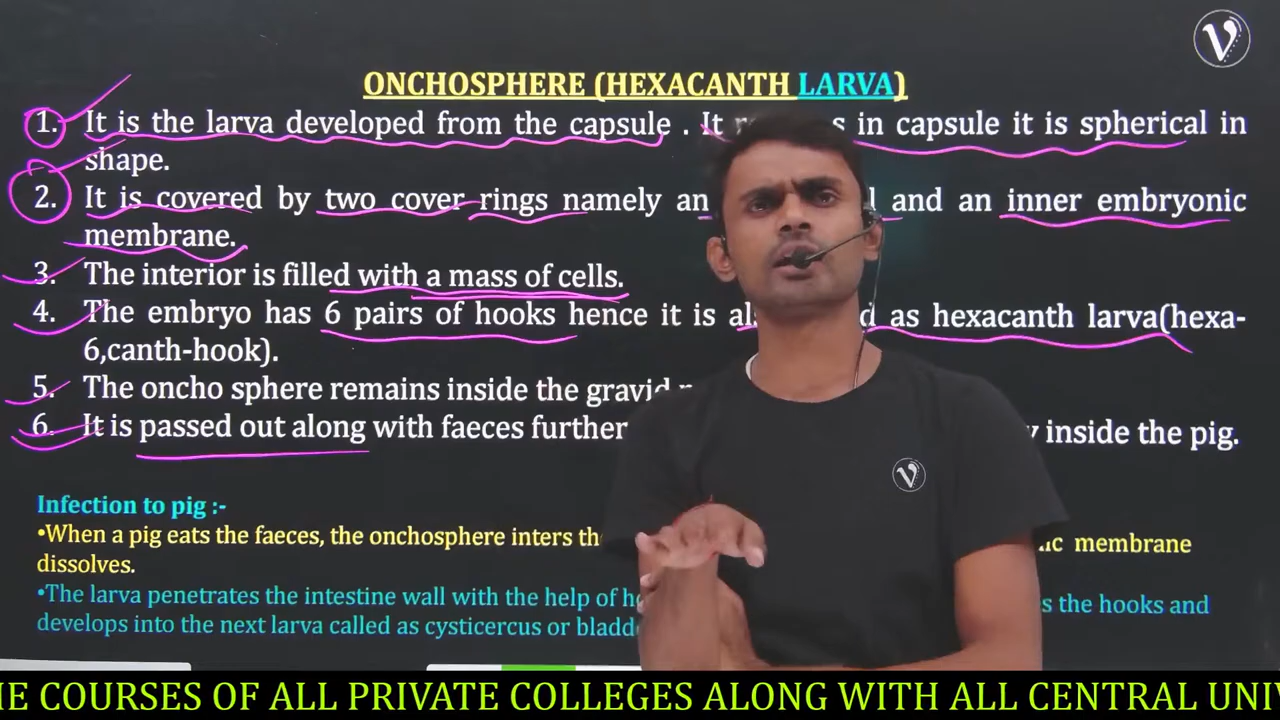 ONCHOSPHERE (HEXACANTH LARVA)
1. It is the larva developed from the capsule . It in capsule it is spherical in
shape.
2. It is covered by two cover rings namely an and an inner embryonic
membrane.
3. The interior is filled with a mass of cells.
4. The embryo has 6 pairs of hooks hence it is as hexacanth larva(hexa-
6,canth-hook).
5. The oncho sphere remains inside the gravid
6. It is passed out along with faeces further inside the pig.
Infection to pig :-
•When a pig eats the faeces, the onchosphere inters membrane
dissolves.
•The larva penetrates the intestine wall with the help of the hooks and
develops into the next larva called as cysticercus or
COURSES OF ALL PRIVATE COLLEGES ALONG WITH ALL CENTRAL